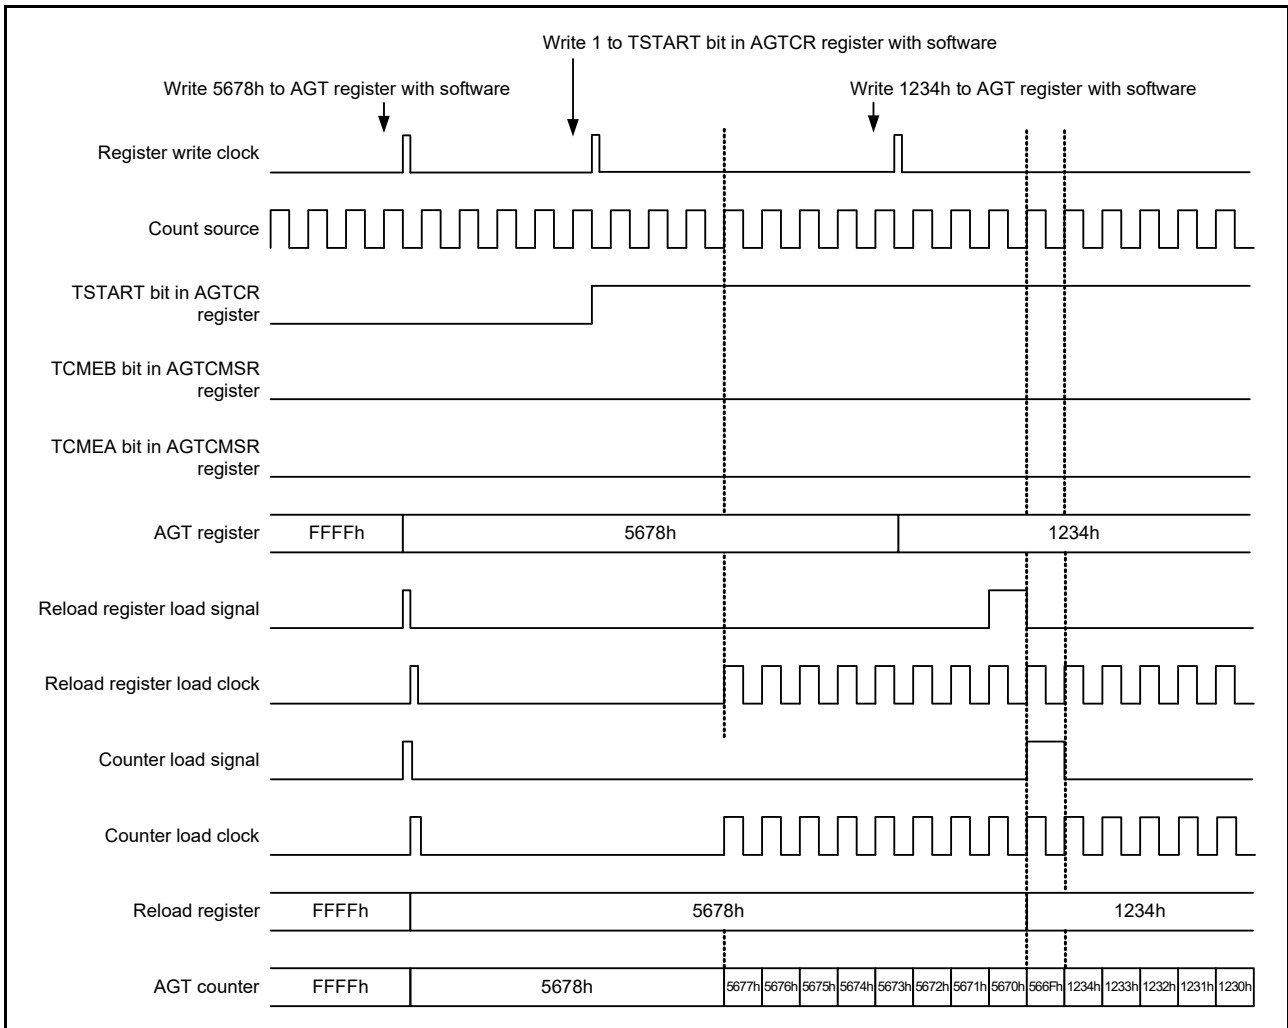 Write 1 to TSTART bit in AGTCR register with software
Write 5678h to AGT register with software
Write 1234h to AGT register with software
Register write clock
Count source
TSTART bit in AGTCR
register
TCMEB bit in AGTCMSR
register
TCMEA bit in AGTCMSR
register
AGT register
FFFFh
5678h
1234h
Reload register load signal
Reload register load clock
Counter load signal
Counter load clock
Reload register
FFFFh
5678h
1234h
AGT counter
FFFFh
5678h
5677h
5676h
5675h
5674h
5673h
5672h
5671h
5670h
566Fh
1234h
1233h
1232h
1231h
1230h